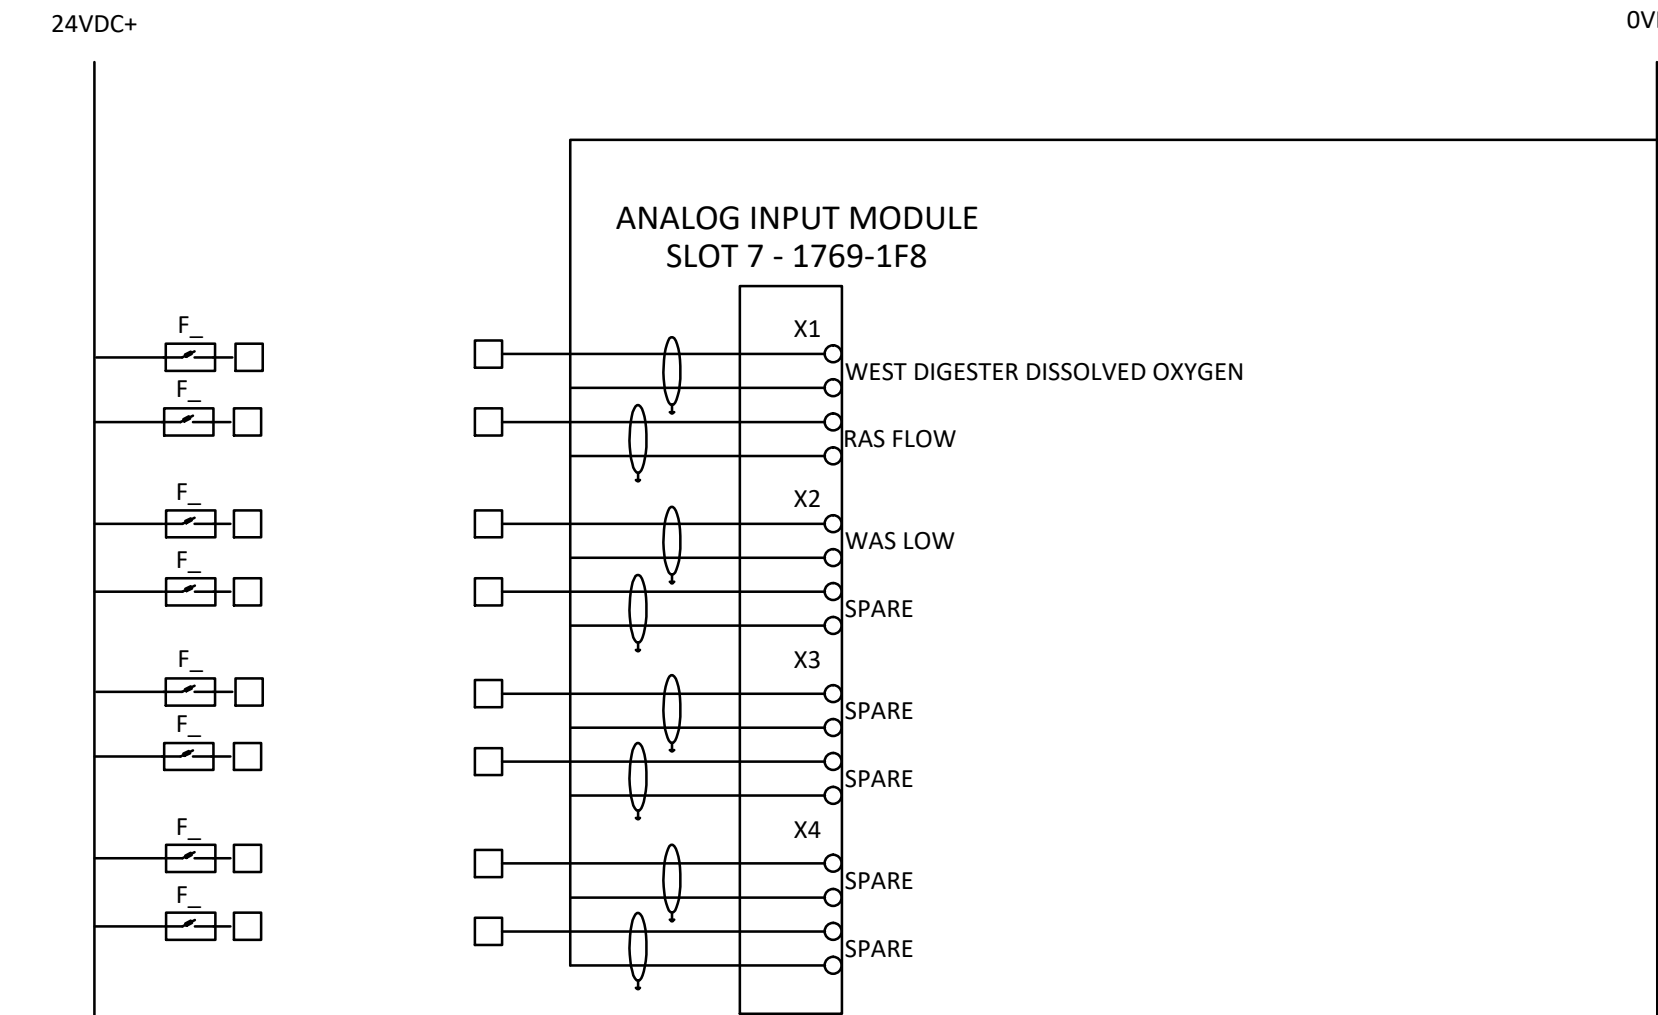 24VDC+
ANALOG INPUT MODULE
SLOT 7 - 1769-1F8
F_
X1
WEST DIGESTER DISSOLVED OXYGEN
F_
RAS FLOW
F_
X2
WAS LOW
F_
SPARE
F_
X3
SPARE
F_
SPARE
F_
X4
SPARE
F_
SPARE